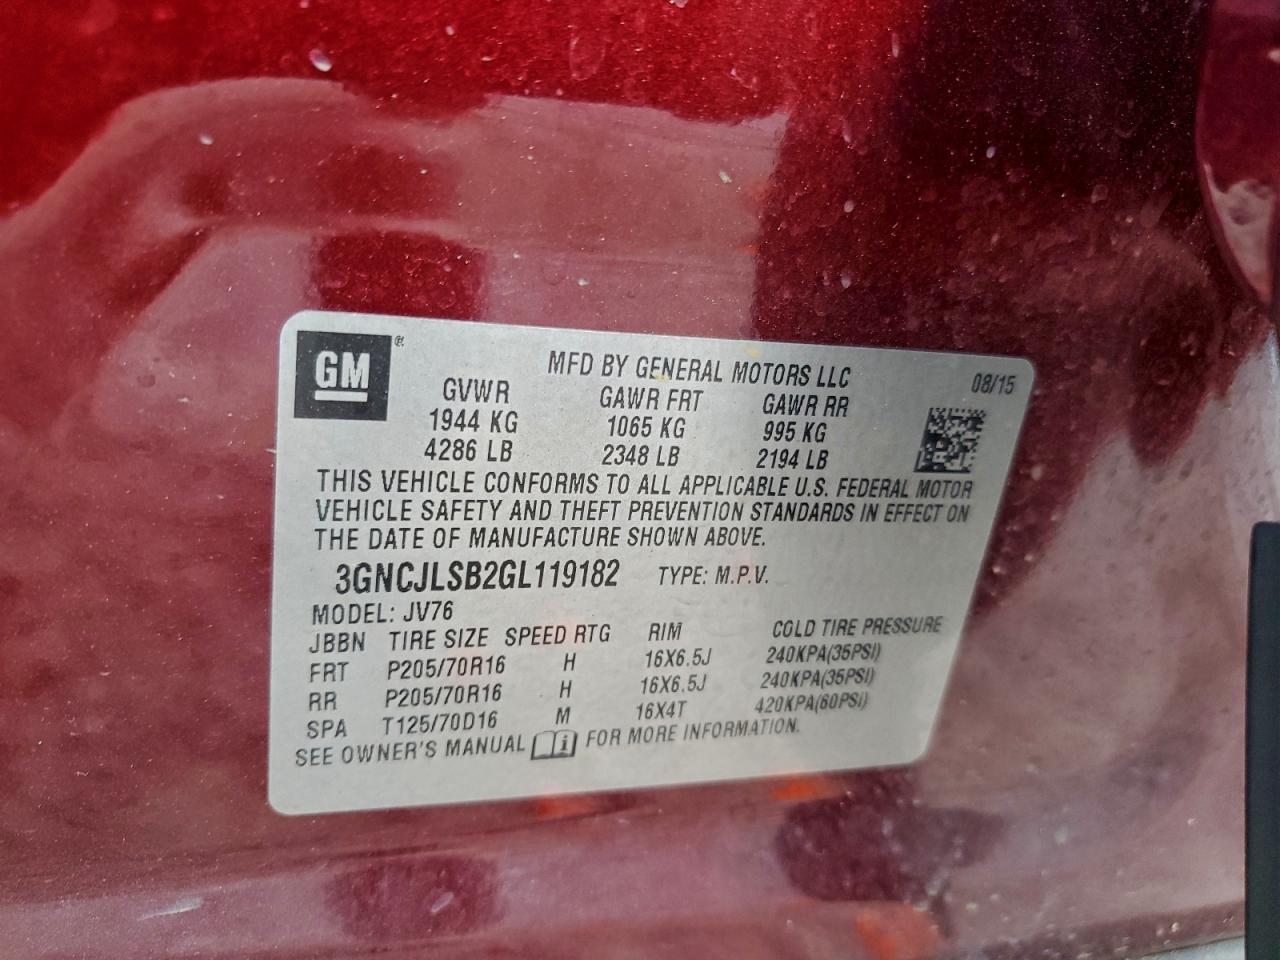 GM®
MFD BY GENERAL MOTORS LLC
08/15
GVWR GAWR FRT GAWR RR
1944 KG 1065 KG 995 KG
4286 LB 2348 LB 2194 LB
THIS VEHICLE CONFORMS TO ALL APPLICABLE U.S. FEDERAL MOTOR
VEHICLE SAFETY AND THEFT PREVENTION STANDARDS IN EFFECT ON
THE DATE OF MANUFACTURE SHOWN ABOVE.
3GNCJLSB2GL119182 TYPE: M.P.V.
MODEL: JV76
JBBN TIRE SIZE SPEED RTG RIM COLD TIRE PRESSURE
FRT P205/70R16 H 16X6.5J 240KPA(35PSI)
RR P205/70R16 H 16X6.5J 240KPA(35PSI)
SPA T125/70D16 M 16X4T 420KPA(60PSI)
SEE OWNER'S MANUAL i FOR MORE INFORMATION.